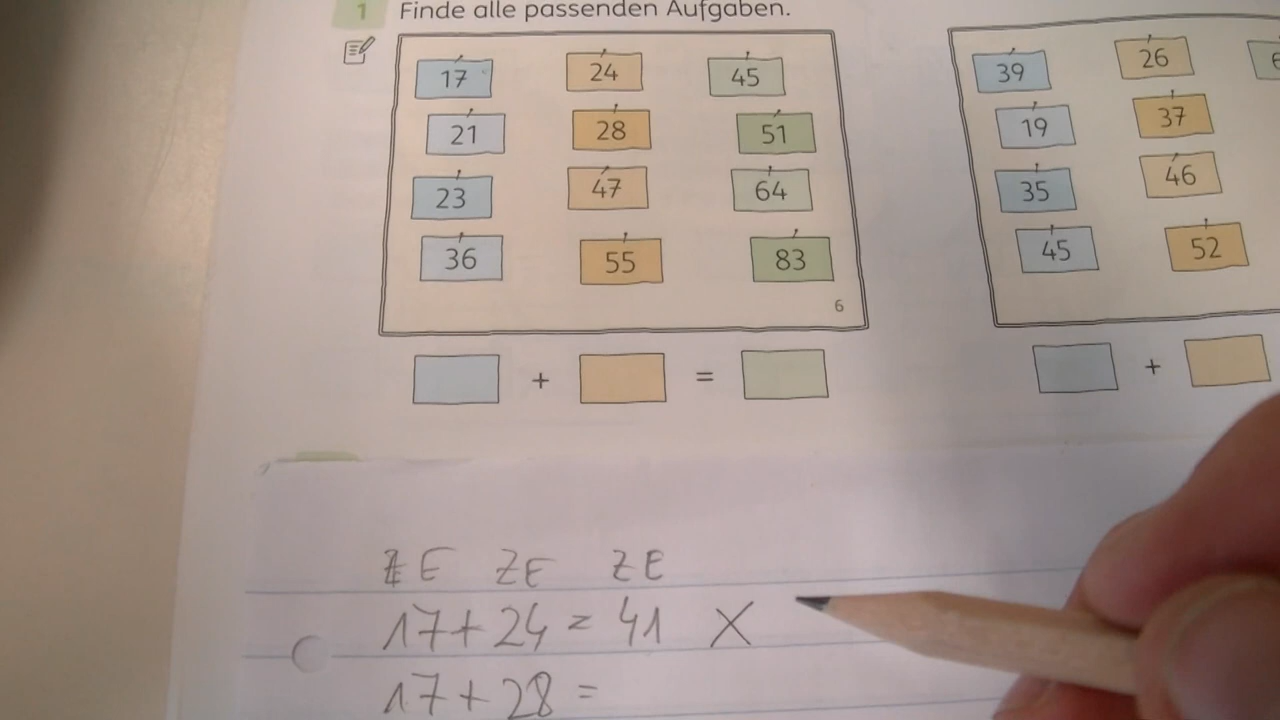 1 Finde alle passenden Aufgaben.
17 24 45
21 28 51
23 47 64
36 55 83
6
+ =
39 26
19 37
35 46
45 52
+
ZE ZE ZE
17+24=41 X
17+28=